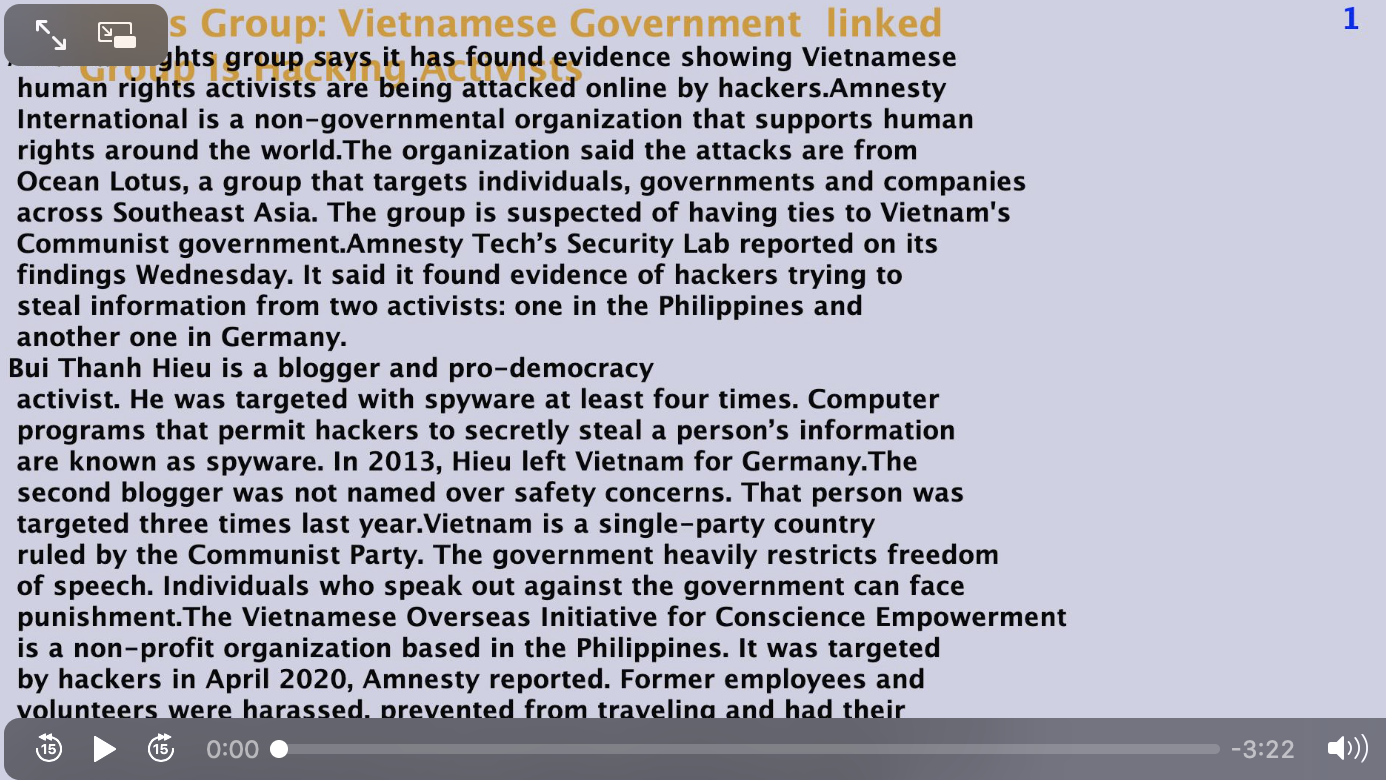 s Group: Vietnamese Government linked
1
ghts group says it has found evidence showing Vietnamese
Group Is Hacking Activists
human rights activists are being attacked online by hackers.Amnesty
International is a non-governmental organization that supports human
rights around the world.The organization said the attacks are from
Ocean Lotus, a group that targets individuals, governments and companies
across Southeast Asia. The group is suspected of having ties to Vietnam's
Communist government.Amnesty Tech’s Security Lab reported on its
findings Wednesday. It said it found evidence of hackers trying to
steal information from two activists: one in the Philippines and
another one in Germany.
Bui Thanh Hieu is a blogger and pro-democracy
activist. He was targeted with spyware at least four times. Computer
programs that permit hackers to secretly steal a person’s information
are known as spyware. In 2013, Hieu left Vietnam for Germany.The
second blogger was not named over safety concerns. That person was
targeted three times last year.Vietnam is a single-party country
ruled by the Communist Party. The government heavily restricts freedom
of speech. Individuals who speak out against the government can face
punishment.The Vietnamese Overseas Initiative for Conscience Empowerment
is a non-profit organization based in the Philippines. It was targeted
by hackers in April 2020, Amnesty reported. Former employees and
volunteers were harassed, prevented from traveling and had their
15
15
0:00
-3:22